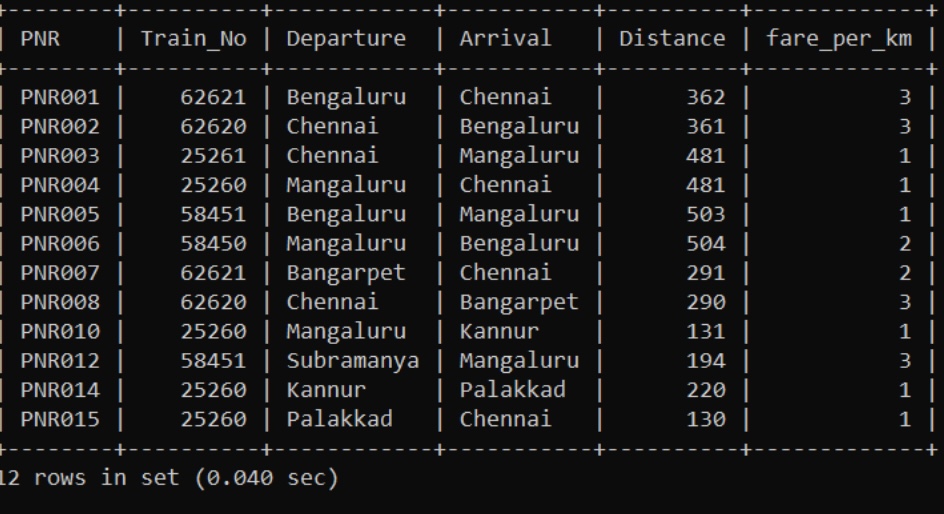 +--------+----------+------------+-----------+----------+-------------+
| PNR    | Train_No | Departure  | Arrival   | Distance | fare_per_km |
+--------+----------+------------+-----------+----------+-------------+
| PNR001 |    62621 | Bengaluru  | Chennai   |      362 |           3 |
| PNR002 |    62620 | Chennai    | Bengaluru |      361 |           3 |
| PNR003 |    25261 | Chennai    | Mangaluru |      481 |           1 |
| PNR004 |    25260 | Mangaluru  | Chennai   |      481 |           1 |
| PNR005 |    58451 | Bengaluru  | Mangaluru |      503 |           1 |
| PNR006 |    58450 | Mangaluru  | Bengaluru |      504 |           2 |
| PNR007 |    62621 | Bangarpet  | Chennai   |      291 |           2 |
| PNR008 |    62620 | Chennai    | Bangarpet |      290 |           3 |
| PNR010 |    25260 | Mangaluru  | Kannur    |      131 |           1 |
| PNR012 |    58451 | Subramanya | Mangaluru |      194 |           3 |
| PNR014 |    25260 | Kannur     | Palakkad  |      220 |           1 |
| PNR015 |    25260 | Palakkad   | Chennai   |      130 |           1 |
+--------+----------+------------+-----------+----------+-------------+
12 rows in set (0.040 sec)